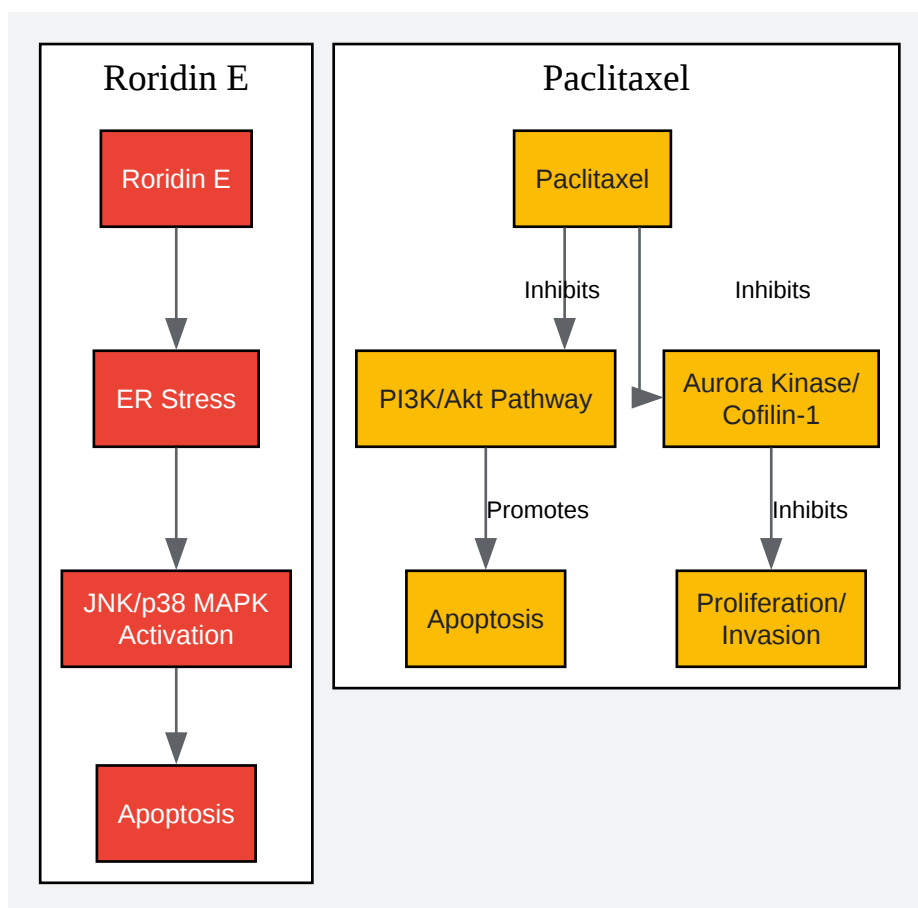 Roridin E
Roridin E
ER Stress
JNK/p38 MAPK
Activation
Apoptosis
Paclitaxel
Paclitaxel
Inhibits
Inhibits
PI3K/Akt Pathway
Aurora Kinase/
Cofilin-1
Promotes
Inhibits
Apoptosis
Proliferation/
Invasion